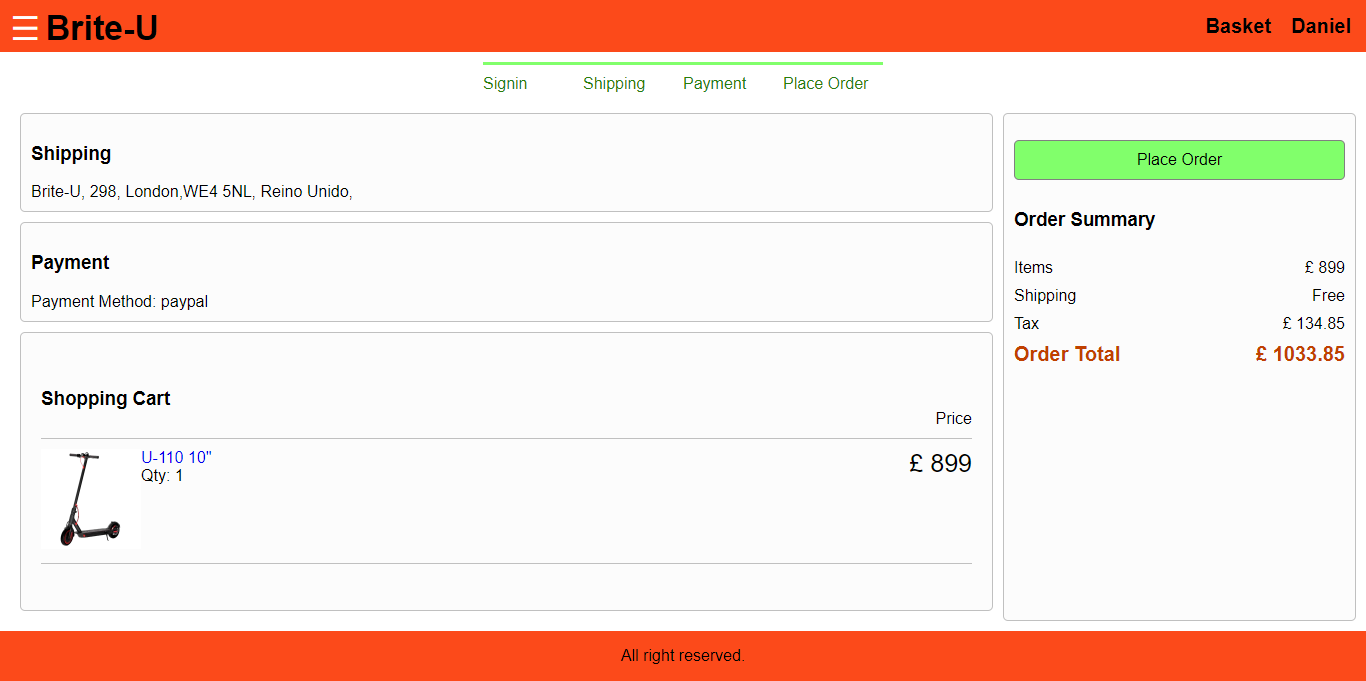 ☰ Brite-U
Basket Daniel
Signin Shipping Payment Place Order
Shipping
Brite-U, 298, London,WE4 5NL, Reino Unido,
Payment
Payment Method: paypal
Shopping Cart
Price
U-110 10"
Qty: 1
£ 899
Place Order
Order Summary
Items £ 899
Shipping Free
Tax £ 134.85
Order Total £ 1033.85
All right reserved.